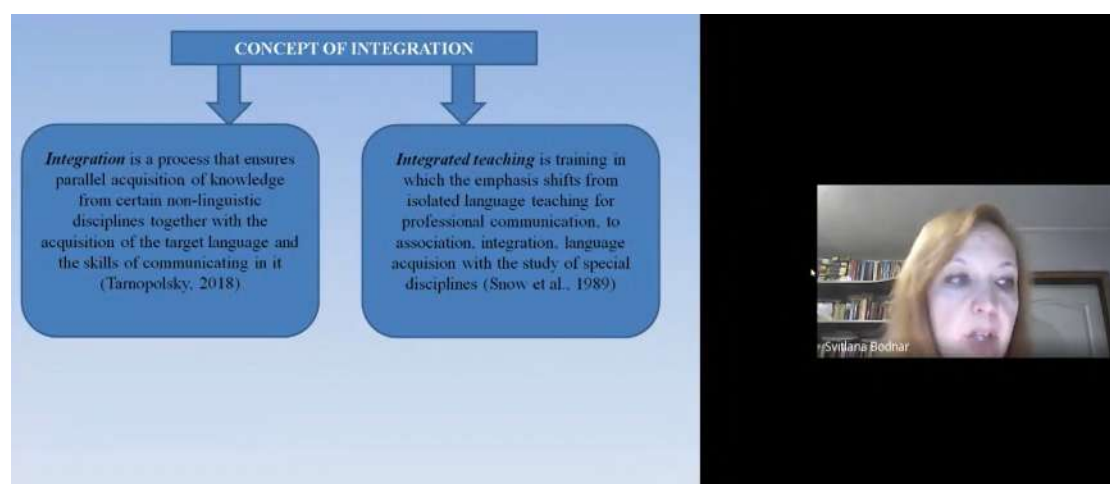 CONCEPT OF INTEGRATION
Integration is a process that ensures
parallel acquisition of knowledge
from certain non-linguistic
disciplines together with the
acquisition of the target language and
the skills of communicating in it
(Tarnopolsky, 2018)
Integrated teaching is training in
which the emphasis shifts from
isolated language teaching for
professional communication, to
association, integration, language
acquision with the study of special
disciplines (Snow et al., 1989)
Svitlana Bodnar